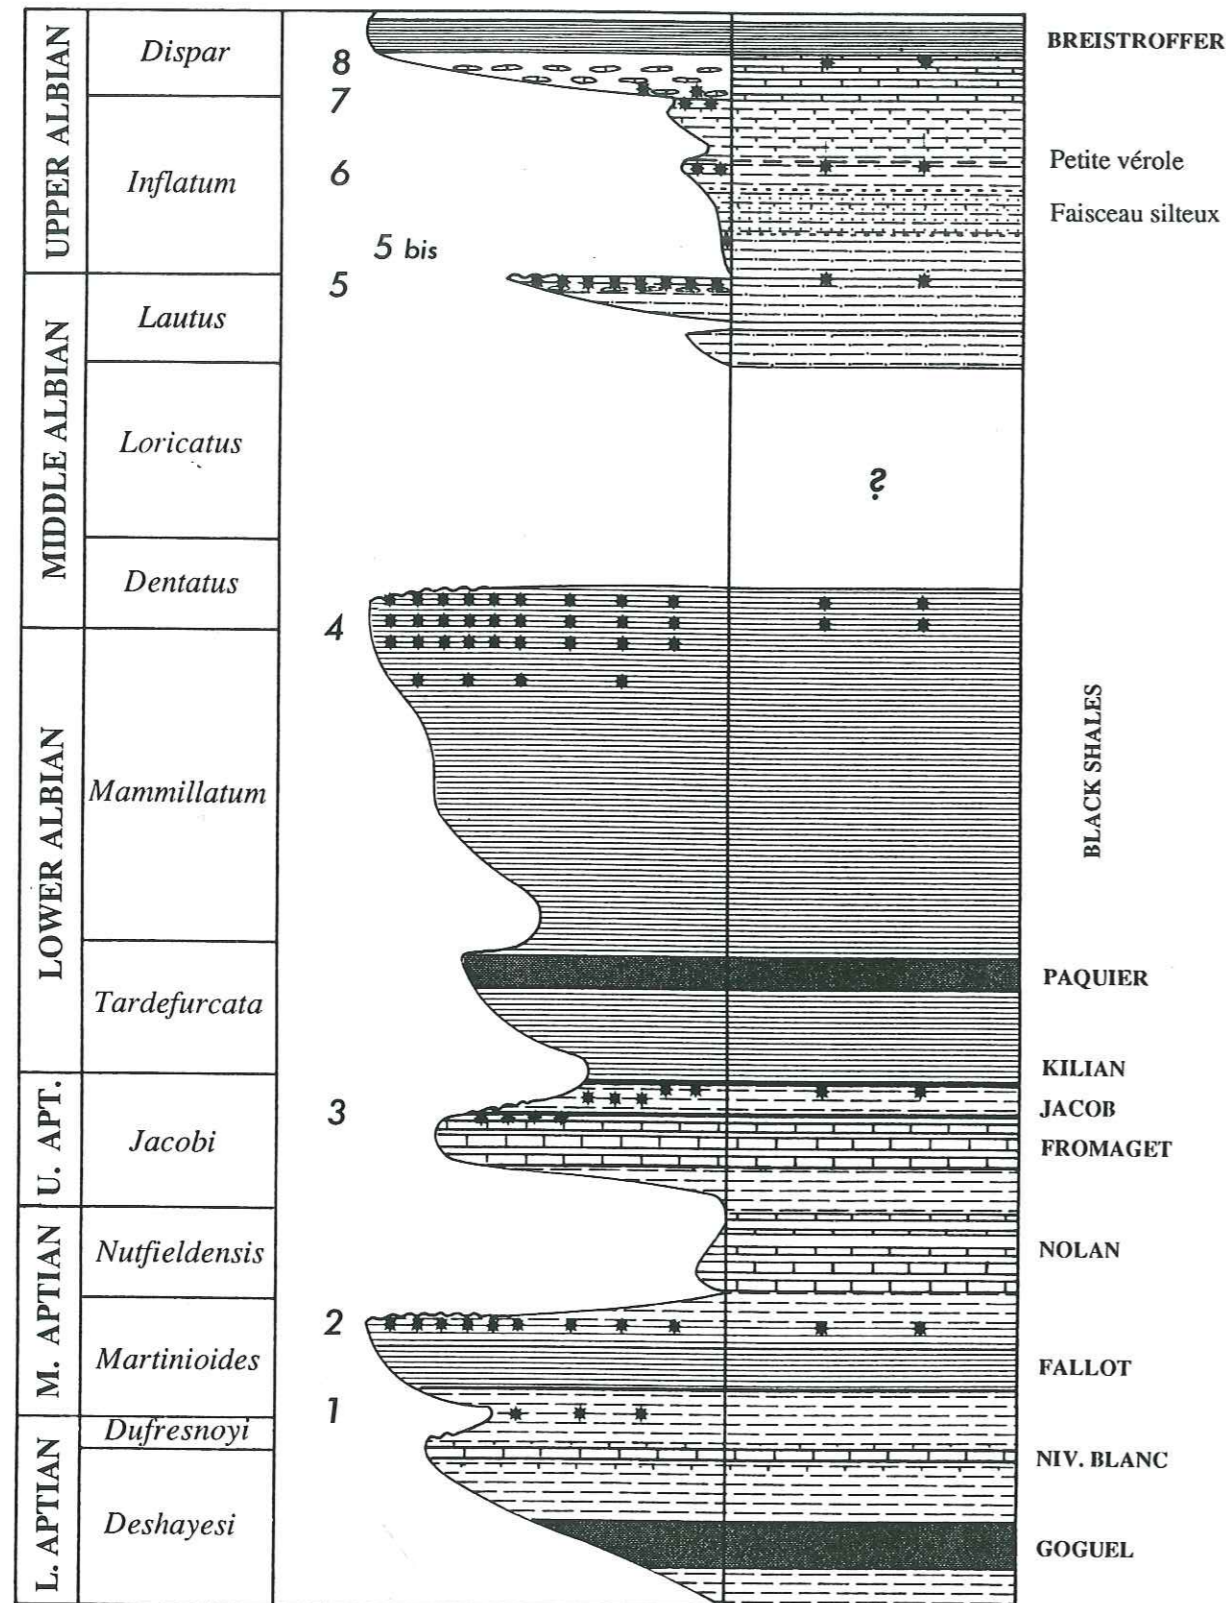 UPPER ALBIAN
MIDDLE ALBIAN
LOWER ALBIAN
U. APT.
M. APTIAN
L. APTIAN
Dispar
Inflatum
Lautus
Loricatus
Dentatus
Mammillatum
Tardefurcata
Jacobi
Nutfieldensis
Martinioides
Dufresnoyi
Deshayesi
8
7
6
5 bis
5
4
3
2
1
?
BREISTROFFER
Petite vérole
Faisceau silteux
BLACK SHALES
PAQUIER
KILIAN
JACOB
FROMAGET
NOLAN
FALLOT
NIV. BLANC
GOGUEL